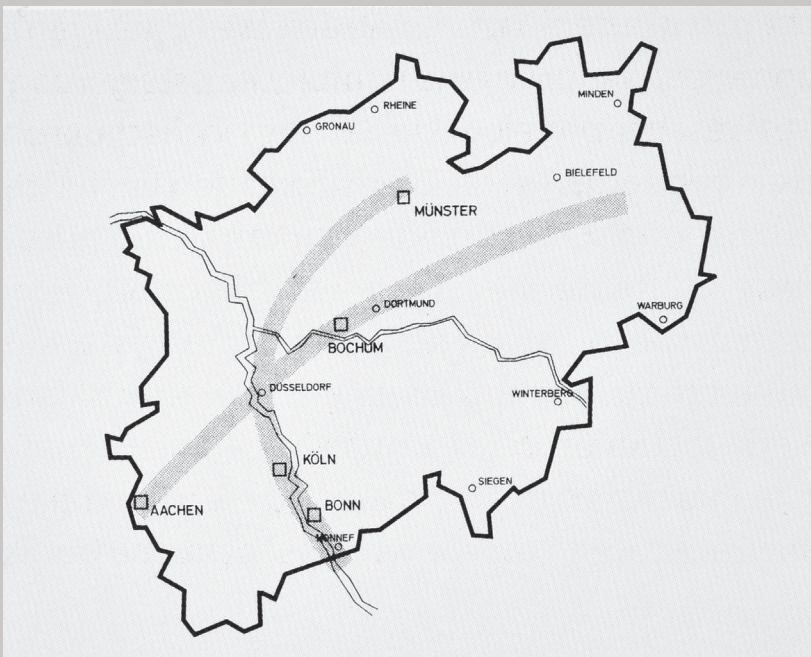 MINDEN
RHEINE
GRONAU
BIELEFELD
MÜNSTER
DORTMUND
WARBURG
BOCHUM
DÜSSELDORF
WINTERBERG
KÖLN
SIEGEN
BONN
AACHEN
HONNEF